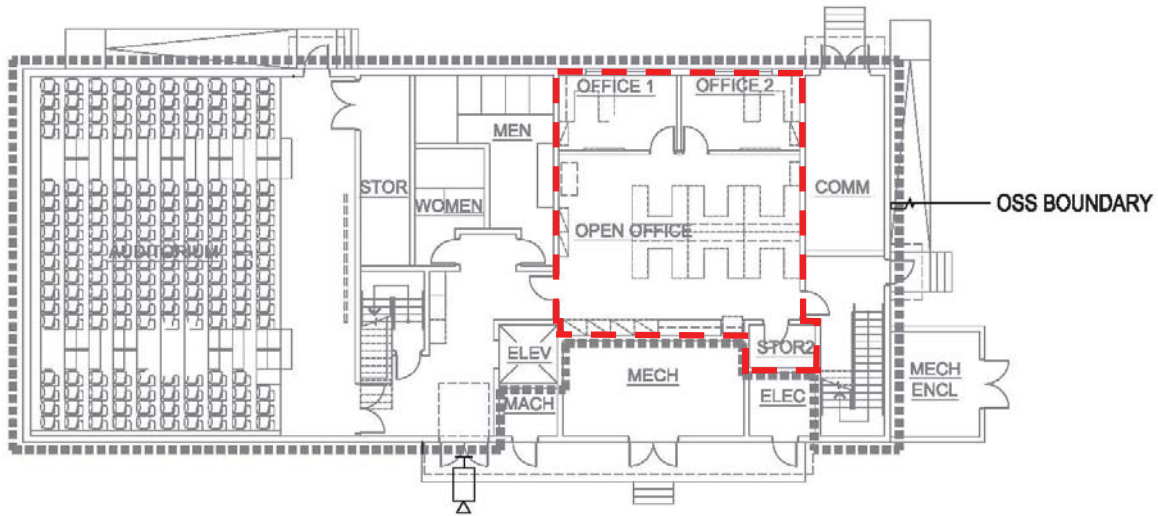 OFFICE 1
OFFICE 2
MEN
STOR
WOMEN
COMM
OSS BOUNDARY
OPEN OFFICE
AUDITORIUM
ELEV
STOR2
MECH
MECH
ENCL
MACH
ELEC